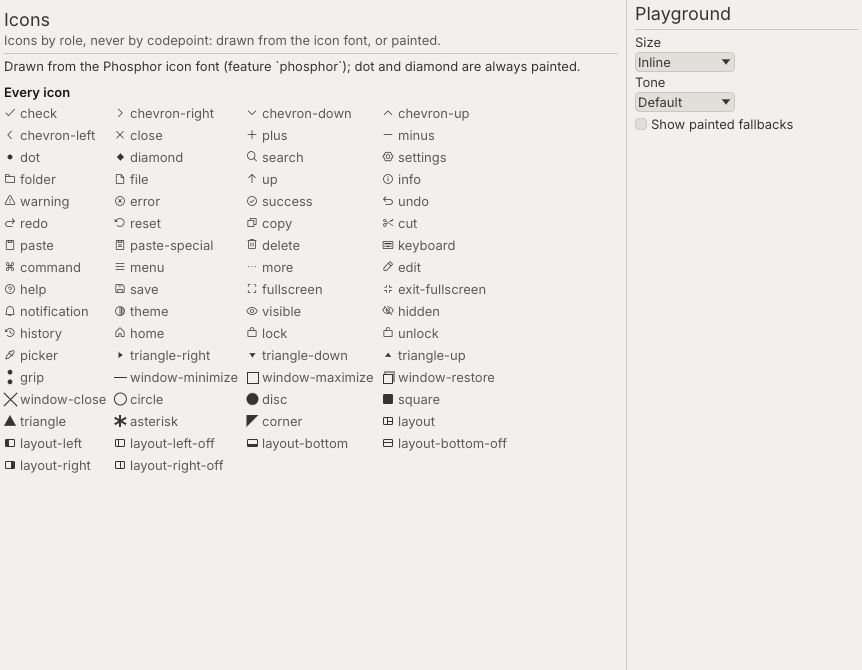 Icons
Icons by role, never by codepoint: drawn from the icon font, or painted.
Drawn from the Phosphor icon font (feature `phosphor`); dot and diamond are always painted.
Every icon
check chevron-right chevron-down chevron-up
chevron-left close plus minus
dot diamond search settings
folder file up info
warning error success undo
redo reset copy cut
paste paste-special delete keyboard
command menu more edit
help save fullscreen exit-fullscreen
notification theme visible hidden
history home lock unlock
picker triangle-right triangle-down triangle-up
grip window-minimize window-maximize window-restore
window-close circle disc square
triangle asterisk corner layout
layout-left layout-left-off layout-bottom layout-bottom-off
layout-right layout-right-off
Playground
Size
Inline
Tone
Default
Show painted fallbacks